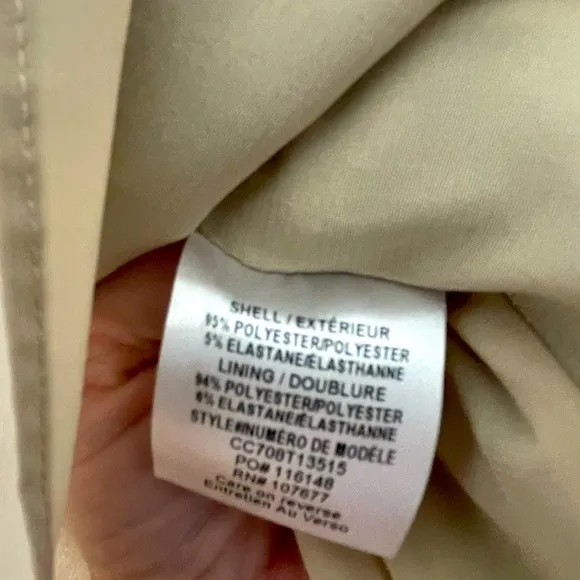 SHELL / EXTÉRIEUR
95% POLYESTER/POLYESTER
5% ELASTANE/ÉLASTHANNE
LINING / DOUBLURE
94% POLYESTER/POLYESTER
6% ELASTANE/ÉLASTHANNE
STYLE#NUMÉRO DE MODÈLE
CC708T13515
PO# 116148
RN# 107677
Care on reverse
Entretien Au Verso